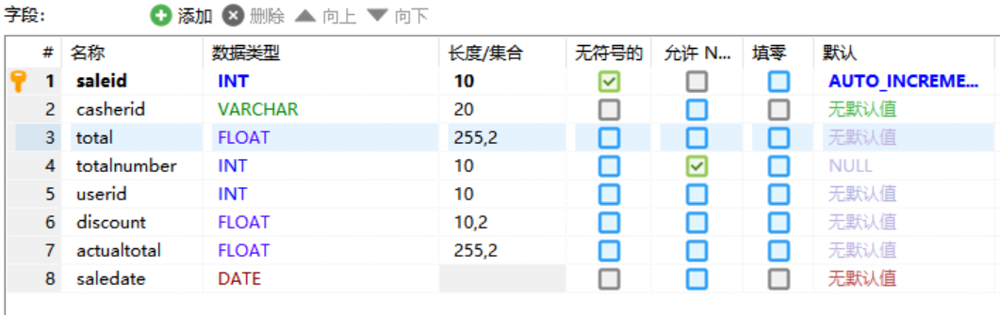 字段: 添加 删除 向上 向下
# 名称 数据类型 长度/集合 无符号的 允许 N... 填零 默认
1 saleid INT 10 AUTO_INCREME...
2 casherid VARCHAR 20 无默认值
3 total FLOAT 255,2 无默认值
4 totalnumber INT 10 NULL
5 userid INT 10 无默认值
6 discount FLOAT 10,2 无默认值
7 actualtotal FLOAT 255,2 无默认值
8 saledate DATE 无默认值